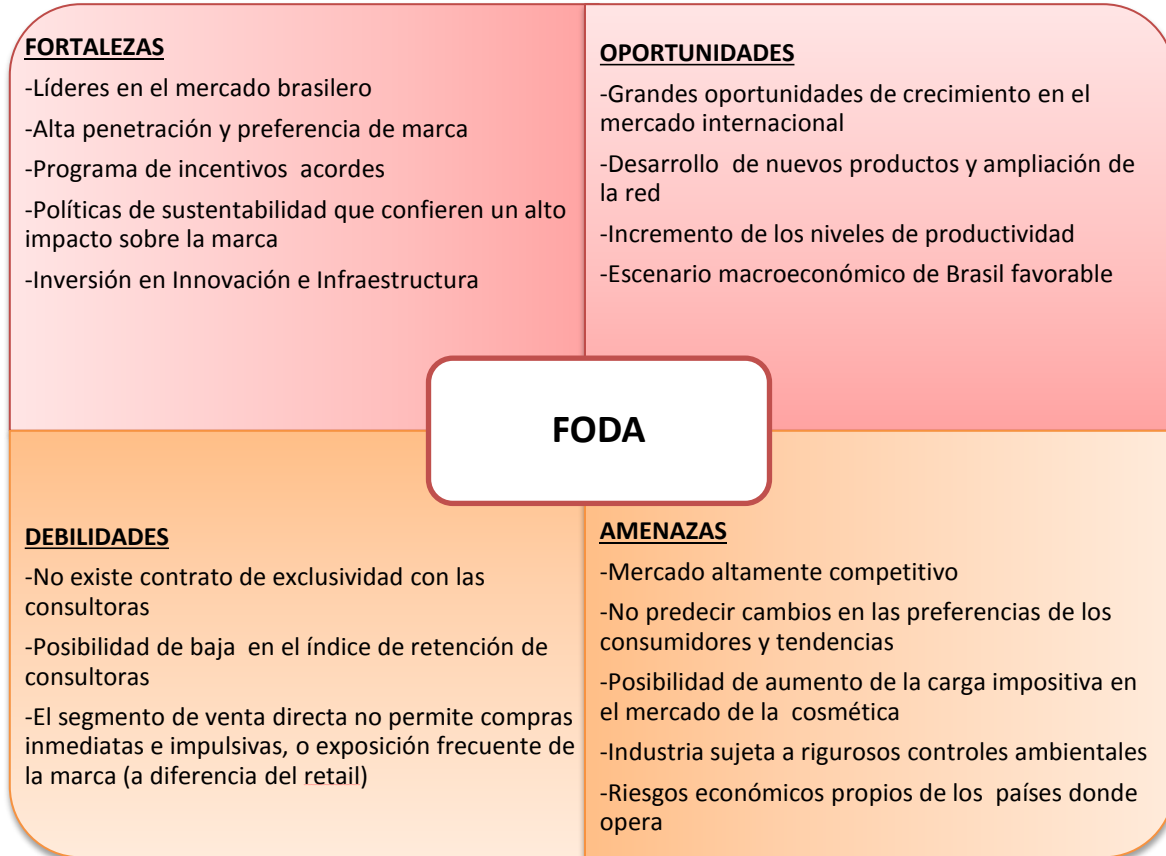 FORTALEZAS
-Líderes en el mercado brasilero
-Alta penetración y preferencia de marca
-Programa de incentivos  acordes
-Políticas de sustentabilidad que confieren un alto
impacto sobre la marca
-Inversión en Innovación e Infraestructura
OPORTUNIDADES
-Grandes oportunidades de crecimiento en el
mercado internacional
-Desarrollo  de nuevos productos y ampliación de
la red
-Incremento de los niveles de productividad
-Escenario macroeconómico de Brasil favorable
FODA
DEBILIDADES
-No existe contrato de exclusividad con las
consultoras
-Posibilidad de baja  en el índice de retención de
consultoras
-El segmento de venta directa no permite compras
inmediatas e impulsivas, o exposición frecuente de
la marca (a diferencia del retail)
AMENAZAS
-Mercado altamente competitivo
-No predecir cambios en las preferencias de los
consumidores y tendencias
-Posibilidad de aumento de la carga impositiva en
el mercado de la  cosmética
-Industria sujeta a rigurosos controles ambientales
-Riesgos económicos propios de los  países donde
opera